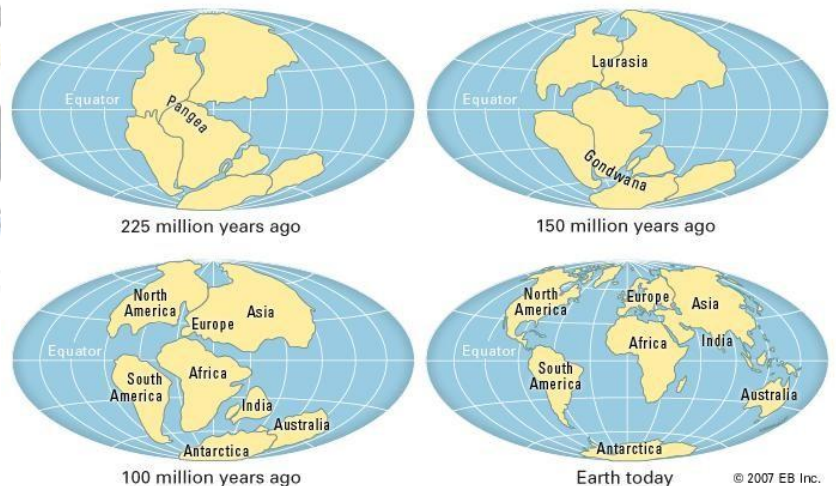 Equator
Pangea
225 million years ago
Equator
Laurasia
Gondwana
150 million years ago
North
America
Europe
Asia
Equator
South
America
Africa
India
Australia
Antarctica
100 million years ago
North
America
Europe
Asia
Equator
Africa
India
South
America
Australia
Antarctica
Earth today
© 2007 EB Inc.